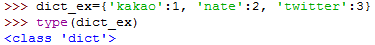 >>> dict_ex={'kakao':1, 'nate':2, 'twitter':3}
>>> type(dict_ex)
<class 'dict'>